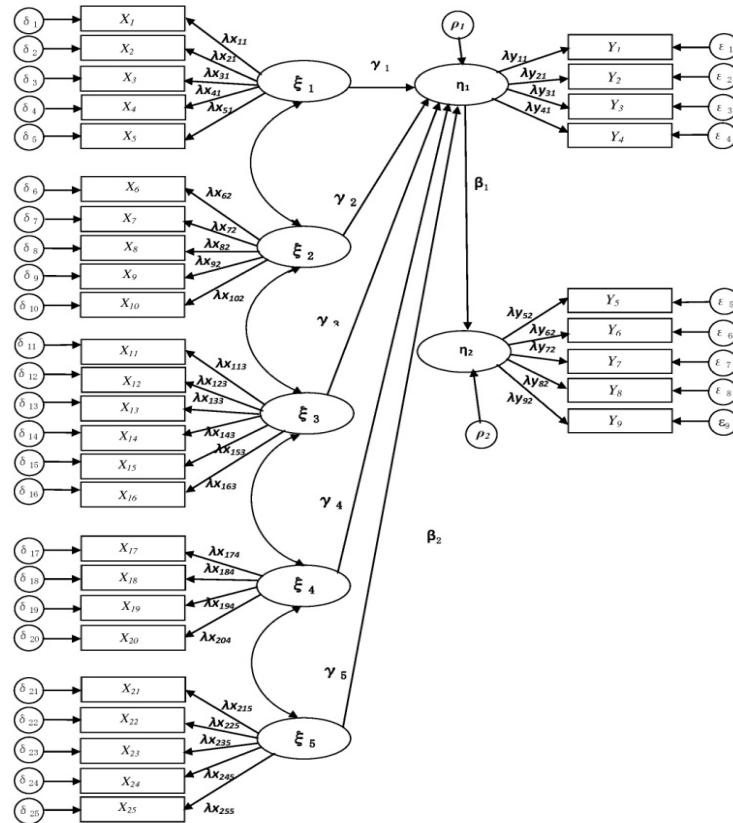 δ 1 X1 λx11
δ 2 X2 λx21
δ 3 X3 λx31
δ 4 X4 λx41
δ 5 X5 λx51
ξ 1
γ 1
ρ1
η1
λy11 Y1 ε 1
λy21 Y2 ε 2
λy31 Y3 ε 3
λy41 Y4 ε 4
δ 6 X6 λx62
δ 7 X7 λx72
δ 8 X8 λx82
δ 9 X9 λx92
δ 10 X10 λx102
ξ 2
γ 2
β1
δ 11 X11 λx113
δ 12 X12 λx123
δ 13 X13 λx133
δ 14 X14 λx143
δ 15 X15 λx153
δ 16 X16 λx163
ξ 3
γ 3
η2
ρ2
λy52 Y5 ε 5
λy62 Y6 ε 6
λy72 Y7 ε 7
λy82 Y8 ε 8
λy92 Y9 ε9
δ 17 X17 λx174
δ 18 X18 λx184
δ 19 X19 λx194
δ 20 X20 λx204
ξ 4
γ 4
β2
δ 21 X21 λx215
δ 22 X22 λx225
δ 23 X23 λx235
δ 24 X24 λx245
δ 25 X25 λx255
ξ 5
γ 5